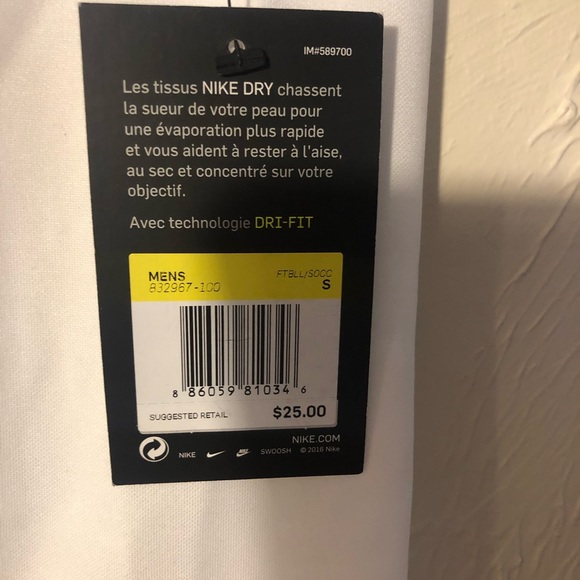 IM#589700
Les tissus NIKE DRY chassent
la sueur de votre peau pour
une évaporation plus rapide
et vous aident à rester à l'aise,
au sec et concentré sur votre
objectif.
Avec technologie DRI-FIT
MENS FTBLL/SOCC
832967-100 S
8 86059 81034 6
SUGGESTED RETAIL $25.00
NIKE.COM
NIKE SWOOSH © 2016 Nike